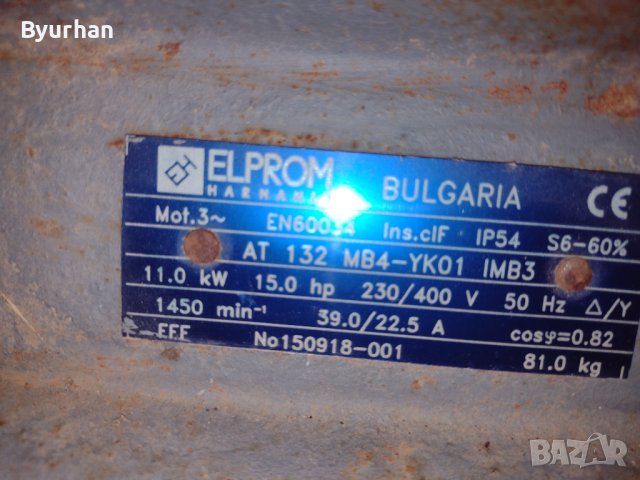 Byurhan
ELPROM
BULGARIA
CE
Mot.3~ EN60034 Ins.clF IP54 S6-60%
AT 132 MB4-YK01 IMB3
11.0 kW 15.0 hp 230/400 V 50 Hz △/Y
1450 min⁻¹ 39.0/22.5 A cosφ=0.82
EFF No150918-001 81.0 kg
BAZAR